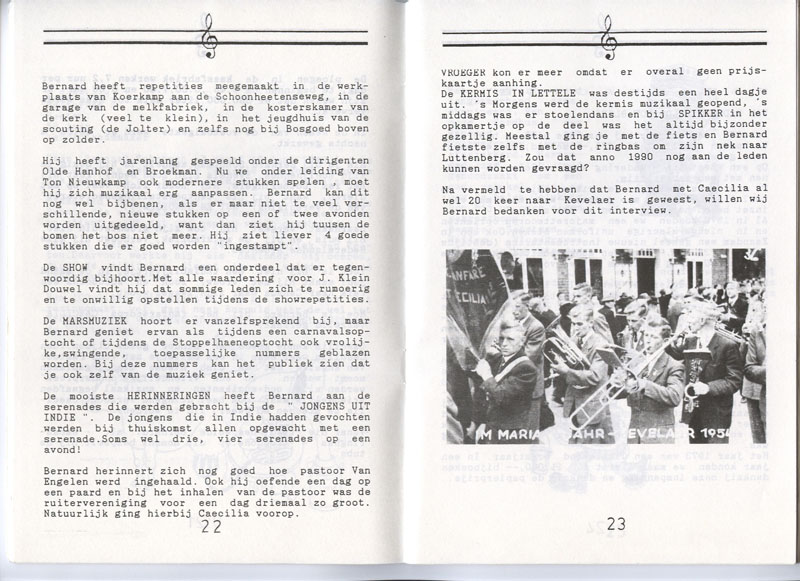 Bernard heeft repetities meegemaakt in de werk-
plaats van Koerkamp aan de Schoonheetenseweg, in de
garage van de melkfabriek, in de kosterskamer van
de kerk (veel te klein), in het jeugdhuis van de
scouting (de Jolter) en zelfs nog bij Bosgoed boven
op zolder.
Hij heeft jarenlang gespeeld onder de dirigenten
Olde Hanhof en Broekman. Nu we onder leiding van
Ton Nieuwkamp ook modernere stukken spelen , moet
hij zich muzikaal erg aanpassen. Bernard kan dit
nog wel bijbenen, als er maar niet te veel ver-
schillende, nieuwe stukken op een of twee avonden
worden uitgedeeld, want dan ziet hij tuusen de
bomen het bos niet meer. Hij ziet liever 4 goede
stukken die er goed worden "ingestampt".
De SHOW vindt Bernard een onderdeel dat er tegen-
woordig bijhoort.Met alle waardering voor J. Klein
Douwel vindt hij dat sommige leden zich te rumoerig
en te onwillig opstellen tijdens de showrepetities.
De MARSMUZIEK hoort er vanzelfsprekend bij, maar
Bernard geniet ervan als tijdens een carnavalsop-
tocht of tijdens de Stoppelhaeneoptocht ook vrolij-
ke,swingende, toepasselijke nummers geblazen
worden. Bij deze nummers kan het publiek zien dat
je ook zelf van de muziek geniet.
De mooiste HERINNERINGEN heeft Bernard aan de
serenades die werden gebracht bij de " JONGENS UIT
INDIE ". De jongens die in Indie hadden gevochten
werden bij thuiskomst allen opgewacht met een
serenade.Soms wel drie, vier serenades op een
avond!
Bernard herinnert zich nog goed hoe pastoor Van
Engelen werd ingehaald. Ook hij oefende een dag op
een paard en bij het inhalen van de pastoor was de
ruitervereniging voor een dag driemaal zo groot.
Natuurlijk ging hierbij Caecilia voorop.
22
VROEGER kon er meer omdat er overal geen prijs-
kaartje aanhing.
De KERMIS IN LETTELE was destijds een heel dagje
uit. 's Morgens werd de kermis muzikaal geopend, 's
middags was er stoelendans en bij SPIKKER in het
opkamertje op de deel was het altijd bijzonder
gezellig. Meestal ging je met de fiets en Bernard
fietste zelfs met de ringbas om zijn nek naar
Luttenberg. Zou dat anno 1990 nog aan de leden
kunnen worden gevraagd?
Na vermeld te hebben dat Bernard met Caecilia al
wel 20 keer naar Kevelaer is geweest, willen wij
Bernard bedanken voor dit interview.
ANFARE
CECILIA
IM MARIA JAHR - EVELAER 1954
23